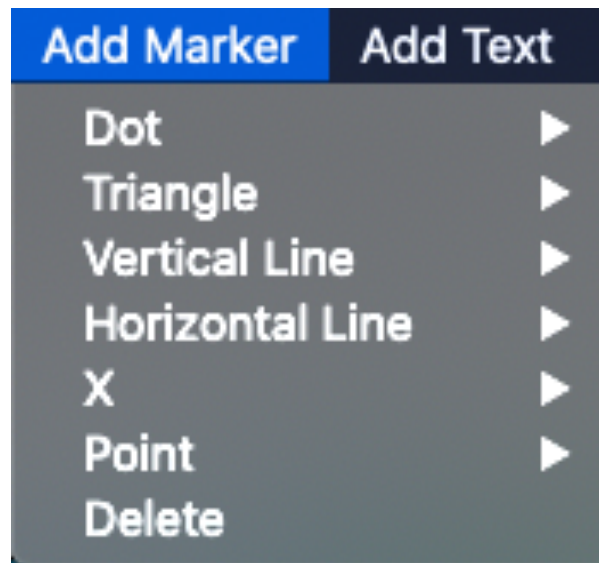 Add Marker Add Text
Dot
Triangle
Vertical Line
Horizontal Line
X
Point
Delete